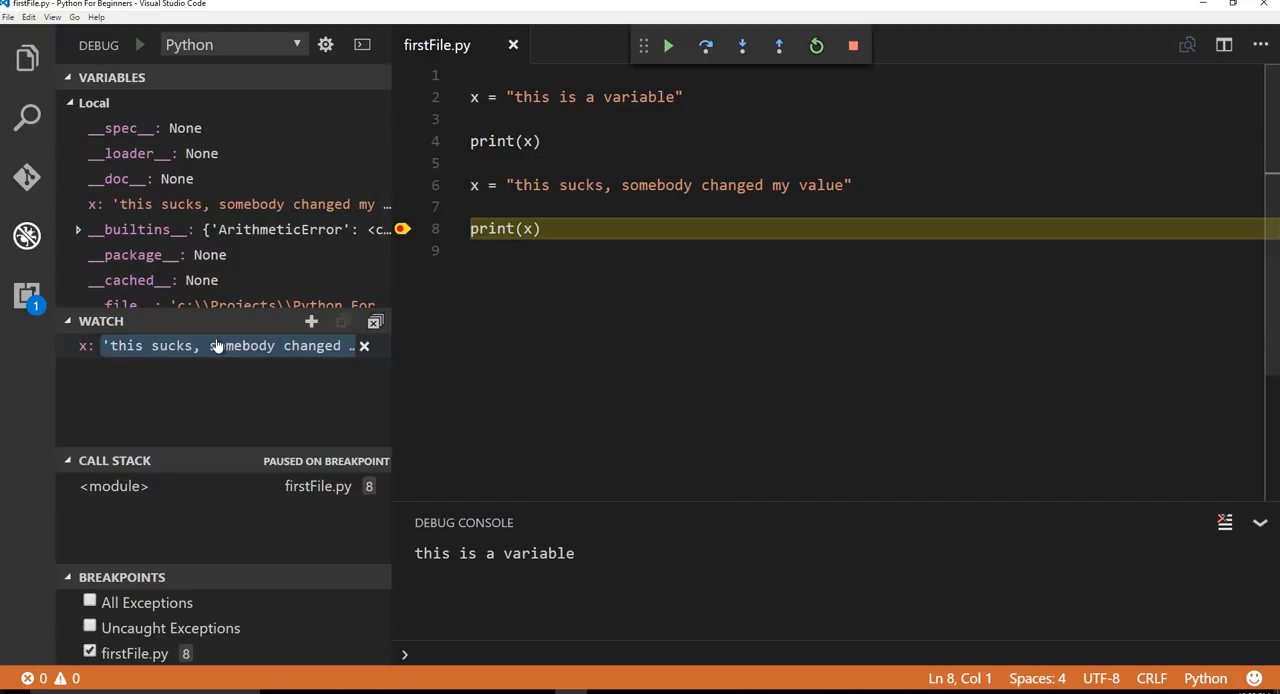 firstFile.py - Python For Beginners - Visual Studio Code
File Edit View Go Help
DEBUG Python
firstFile.py
VARIABLES
Local
__spec__: None
__loader__: None
__doc__: None
x: 'this sucks, somebody changed my …
__builtins__: {'ArithmeticError': <c…
__package__: None
__cached__: None
__file__: 'c:\\Projects\\Python For
1
WATCH
x: 'this sucks, somebody changed …
CALL STACK PAUSED ON BREAKPOINT
<module> firstFile.py 8
BREAKPOINTS
All Exceptions
Uncaught Exceptions
firstFile.py 8
1
2 x = "this is a variable"
3
4 print(x)
5
6 x = "this sucks, somebody changed my value"
7
8 print(x)
9
DEBUG CONSOLE
this is a variable
0 0 Ln 8, Col 1 Spaces: 4 UTF-8 CRLF Python